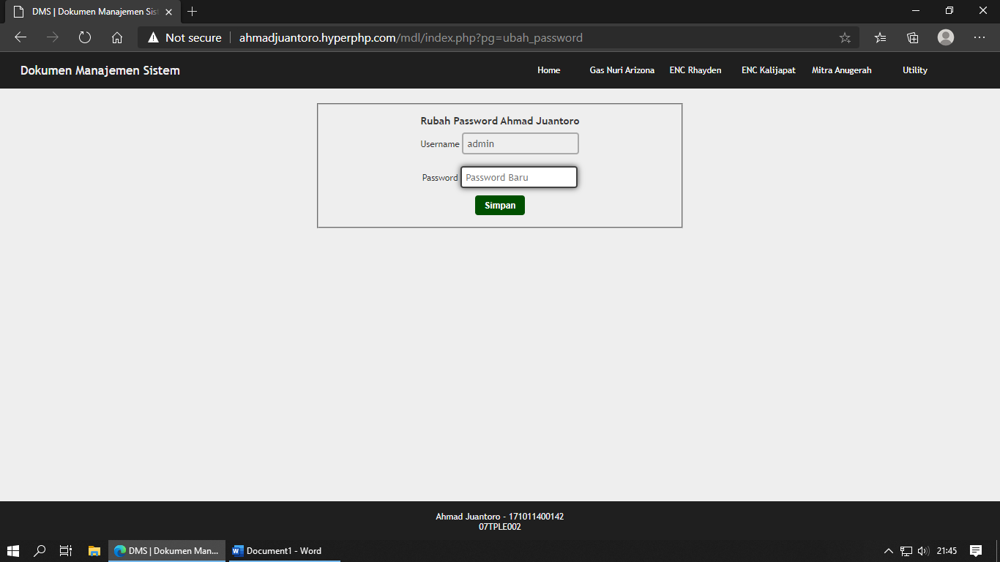 DMS | Dokumen Manajemen Sis
Not secure
ahmadjuantoro.hyperphp.com/mdl/index.php?pg=ubah_password
Dokumen Manajemen Sistem
Home Gas Nuri Arizona ENC Rhayden ENC Kalijapat Mitra Anugerah Utility
Rubah Password Ahmad Juantoro
Username admin
Password Password Baru
Simpan
Ahmad Juantoro - 171011400142
07TPLE002
DMS | Dokumen Man... Document1 - Word 21:45